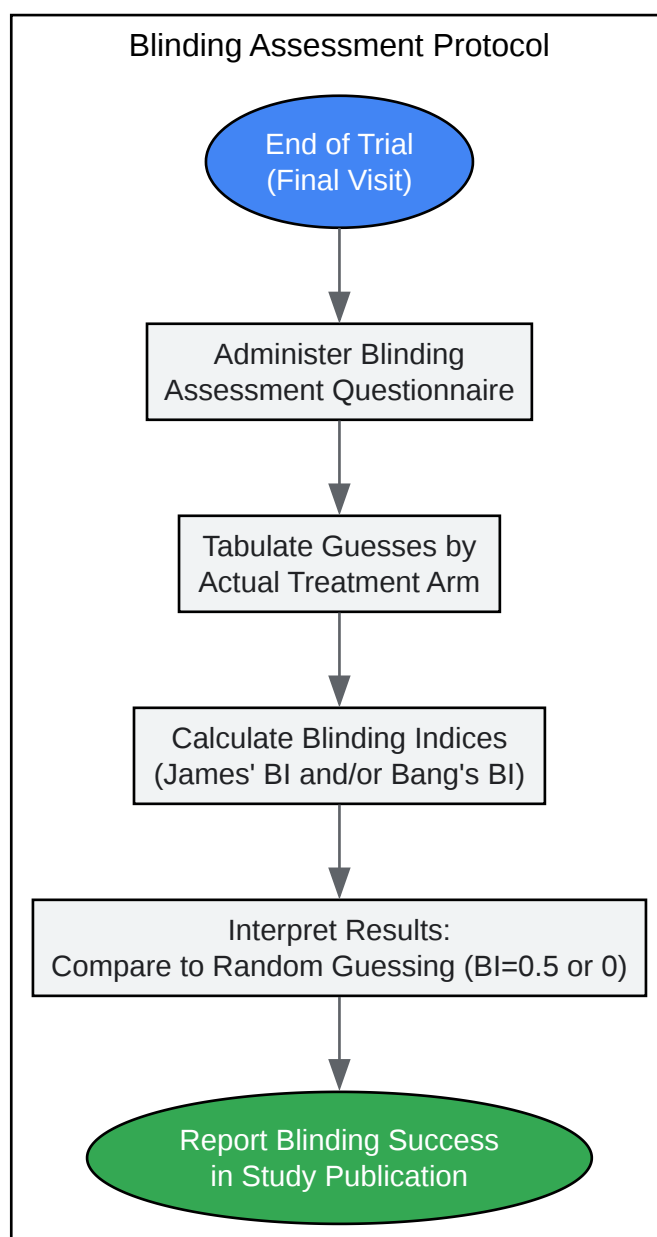 Blinding Assessment Protocol
End of Trial
(Final Visit)
Administer Blinding
Assessment Questionnaire
Tabulate Guesses by
Actual Treatment Arm
Calculate Blinding Indices
(James' BI and/or Bang's BI)
Interpret Results:
Compare to Random Guessing (BI=0.5 or 0)
Report Blinding Success
in Study Publication